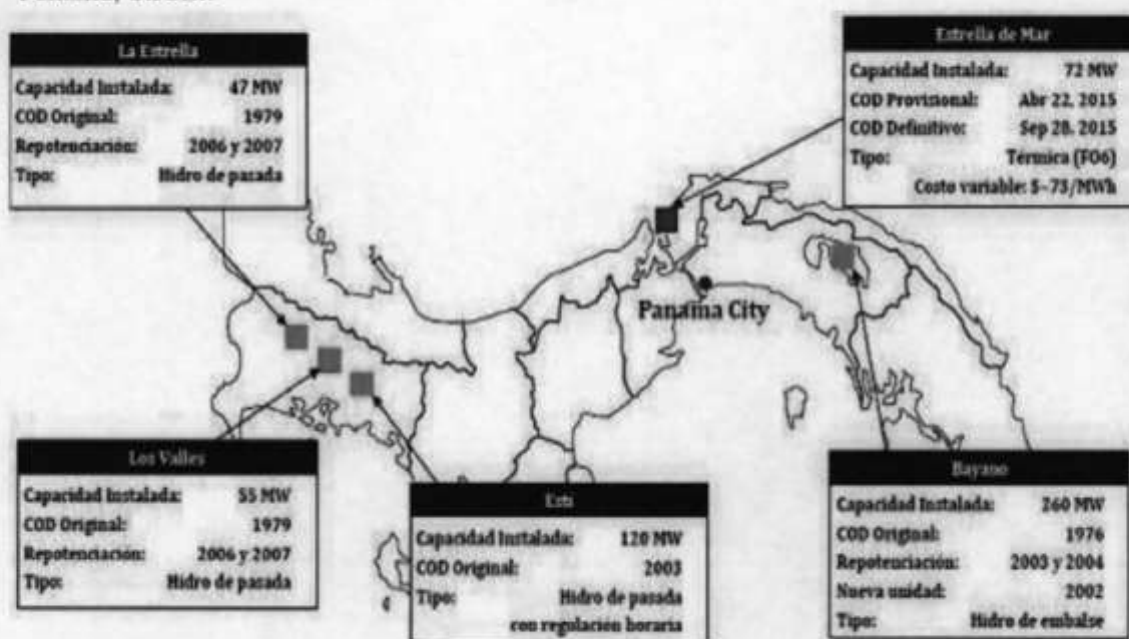 La Estrella
Capacidad Instalada: 47 MW
COD Original: 1979
Repotenciación: 2006 y 2007
Tipo: Hidro de pasada
Estrella de Mar
Capacidad Instalada: 72 MW
COD Provisional: Abr 22, 2015
COD Definitivo: Sep 28, 2015
Tipo: Térmica (FO6)
Costo variable: $~73/MWh
Panama City
Los Valles
Capacidad Instalada: 55 MW
COD Original: 1979
Repotenciación: 2006 y 2007
Tipo: Hidro de pasada
Esti
Capacidad Instalada: 120 MW
COD Original: 2003
Tipo: Hidro de pasada
con regulación horaria
Bayano
Capacidad Instalada: 260 MW
COD Original: 1976
Repotenciación: 2003 y 2004
Nueva unidad: 2002
Tipo: Hidro de embalse